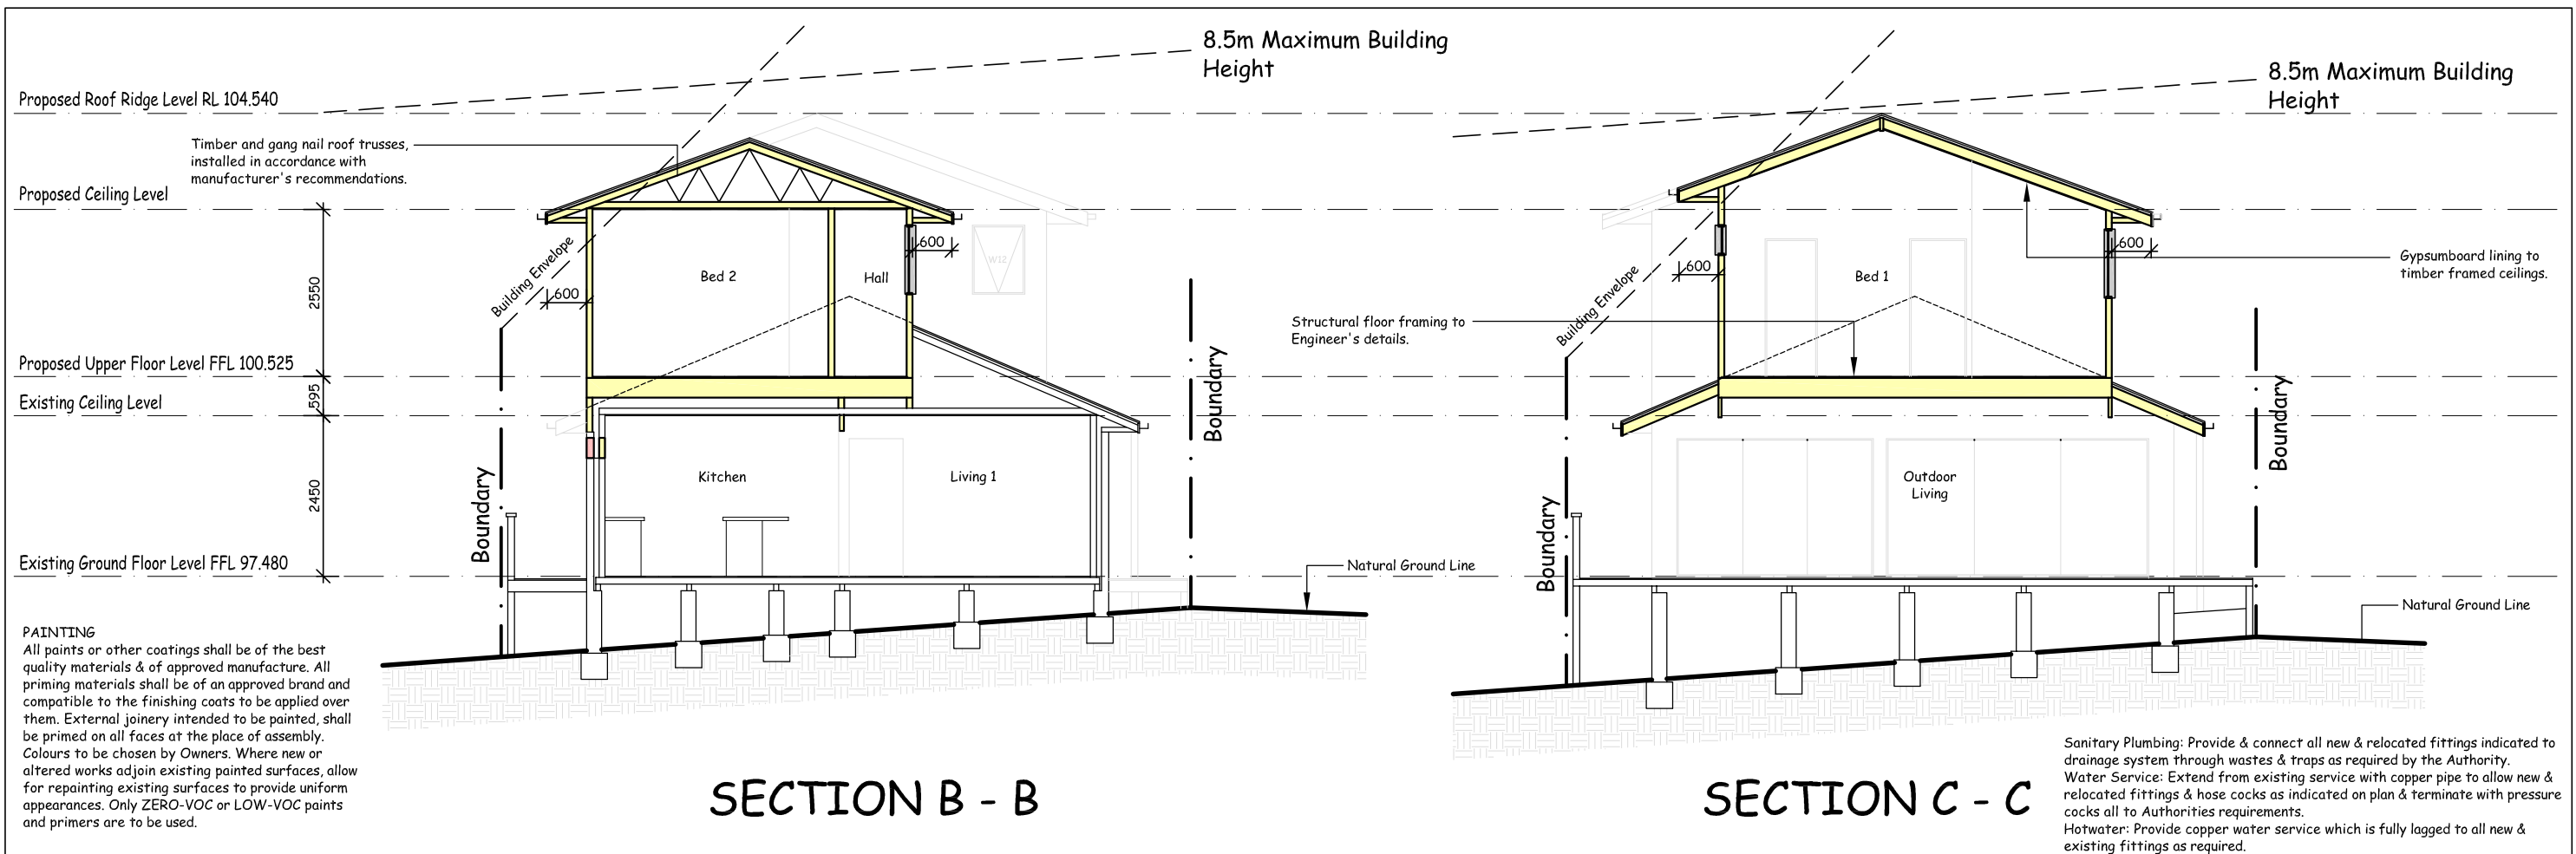 8.5m Maximum Building
Height
8.5m Maximum Building
Height
Proposed Roof Ridge Level RL 104.540
Timber and gang nail roof trusses,
installed in accordance with
manufacturer's recommendations.
Proposed Ceiling Level
2550
Proposed Upper Floor Level FFL 100.525
595
Existing Ceiling Level
2450
Existing Ground Floor Level FFL 97.480
Building Envelope
600
Bed 2
Hall
600
W12
Boundary
Boundary
Kitchen
Living 1
Natural Ground Line
Structural floor framing to
Engineer's details.
Building Envelope
600
Bed 1
600
Gypsumboard lining to
timber framed ceilings.
Boundary
Boundary
Outdoor
Living
Natural Ground Line
PAINTING
All paints or other coatings shall be of the best
quality materials & of approved manufacture. All
priming materials shall be of an approved brand and
compatible to the finishing coats to be applied over
them. External joinery intended to be painted, shall
be primed on all faces at the place of assembly.
Colours to be chosen by Owners. Where new or
altered works adjoin existing painted surfaces, allow
for repainting existing surfaces to provide uniform
appearances. Only ZERO-VOC or LOW-VOC paints
and primers are to be used.
SECTION B - B
SECTION C - C
Sanitary Plumbing: Provide & connect all new & relocated fittings indicated to
drainage system through wastes & traps as required by the Authority.
Water Service: Extend from existing service with copper pipe to allow new &
relocated fittings & hose cocks as indicated on plan & terminate with pressure
cocks all to Authorities requirements.
Hotwater: Provide copper water service which is fully lagged to all new &
existing fittings as required.